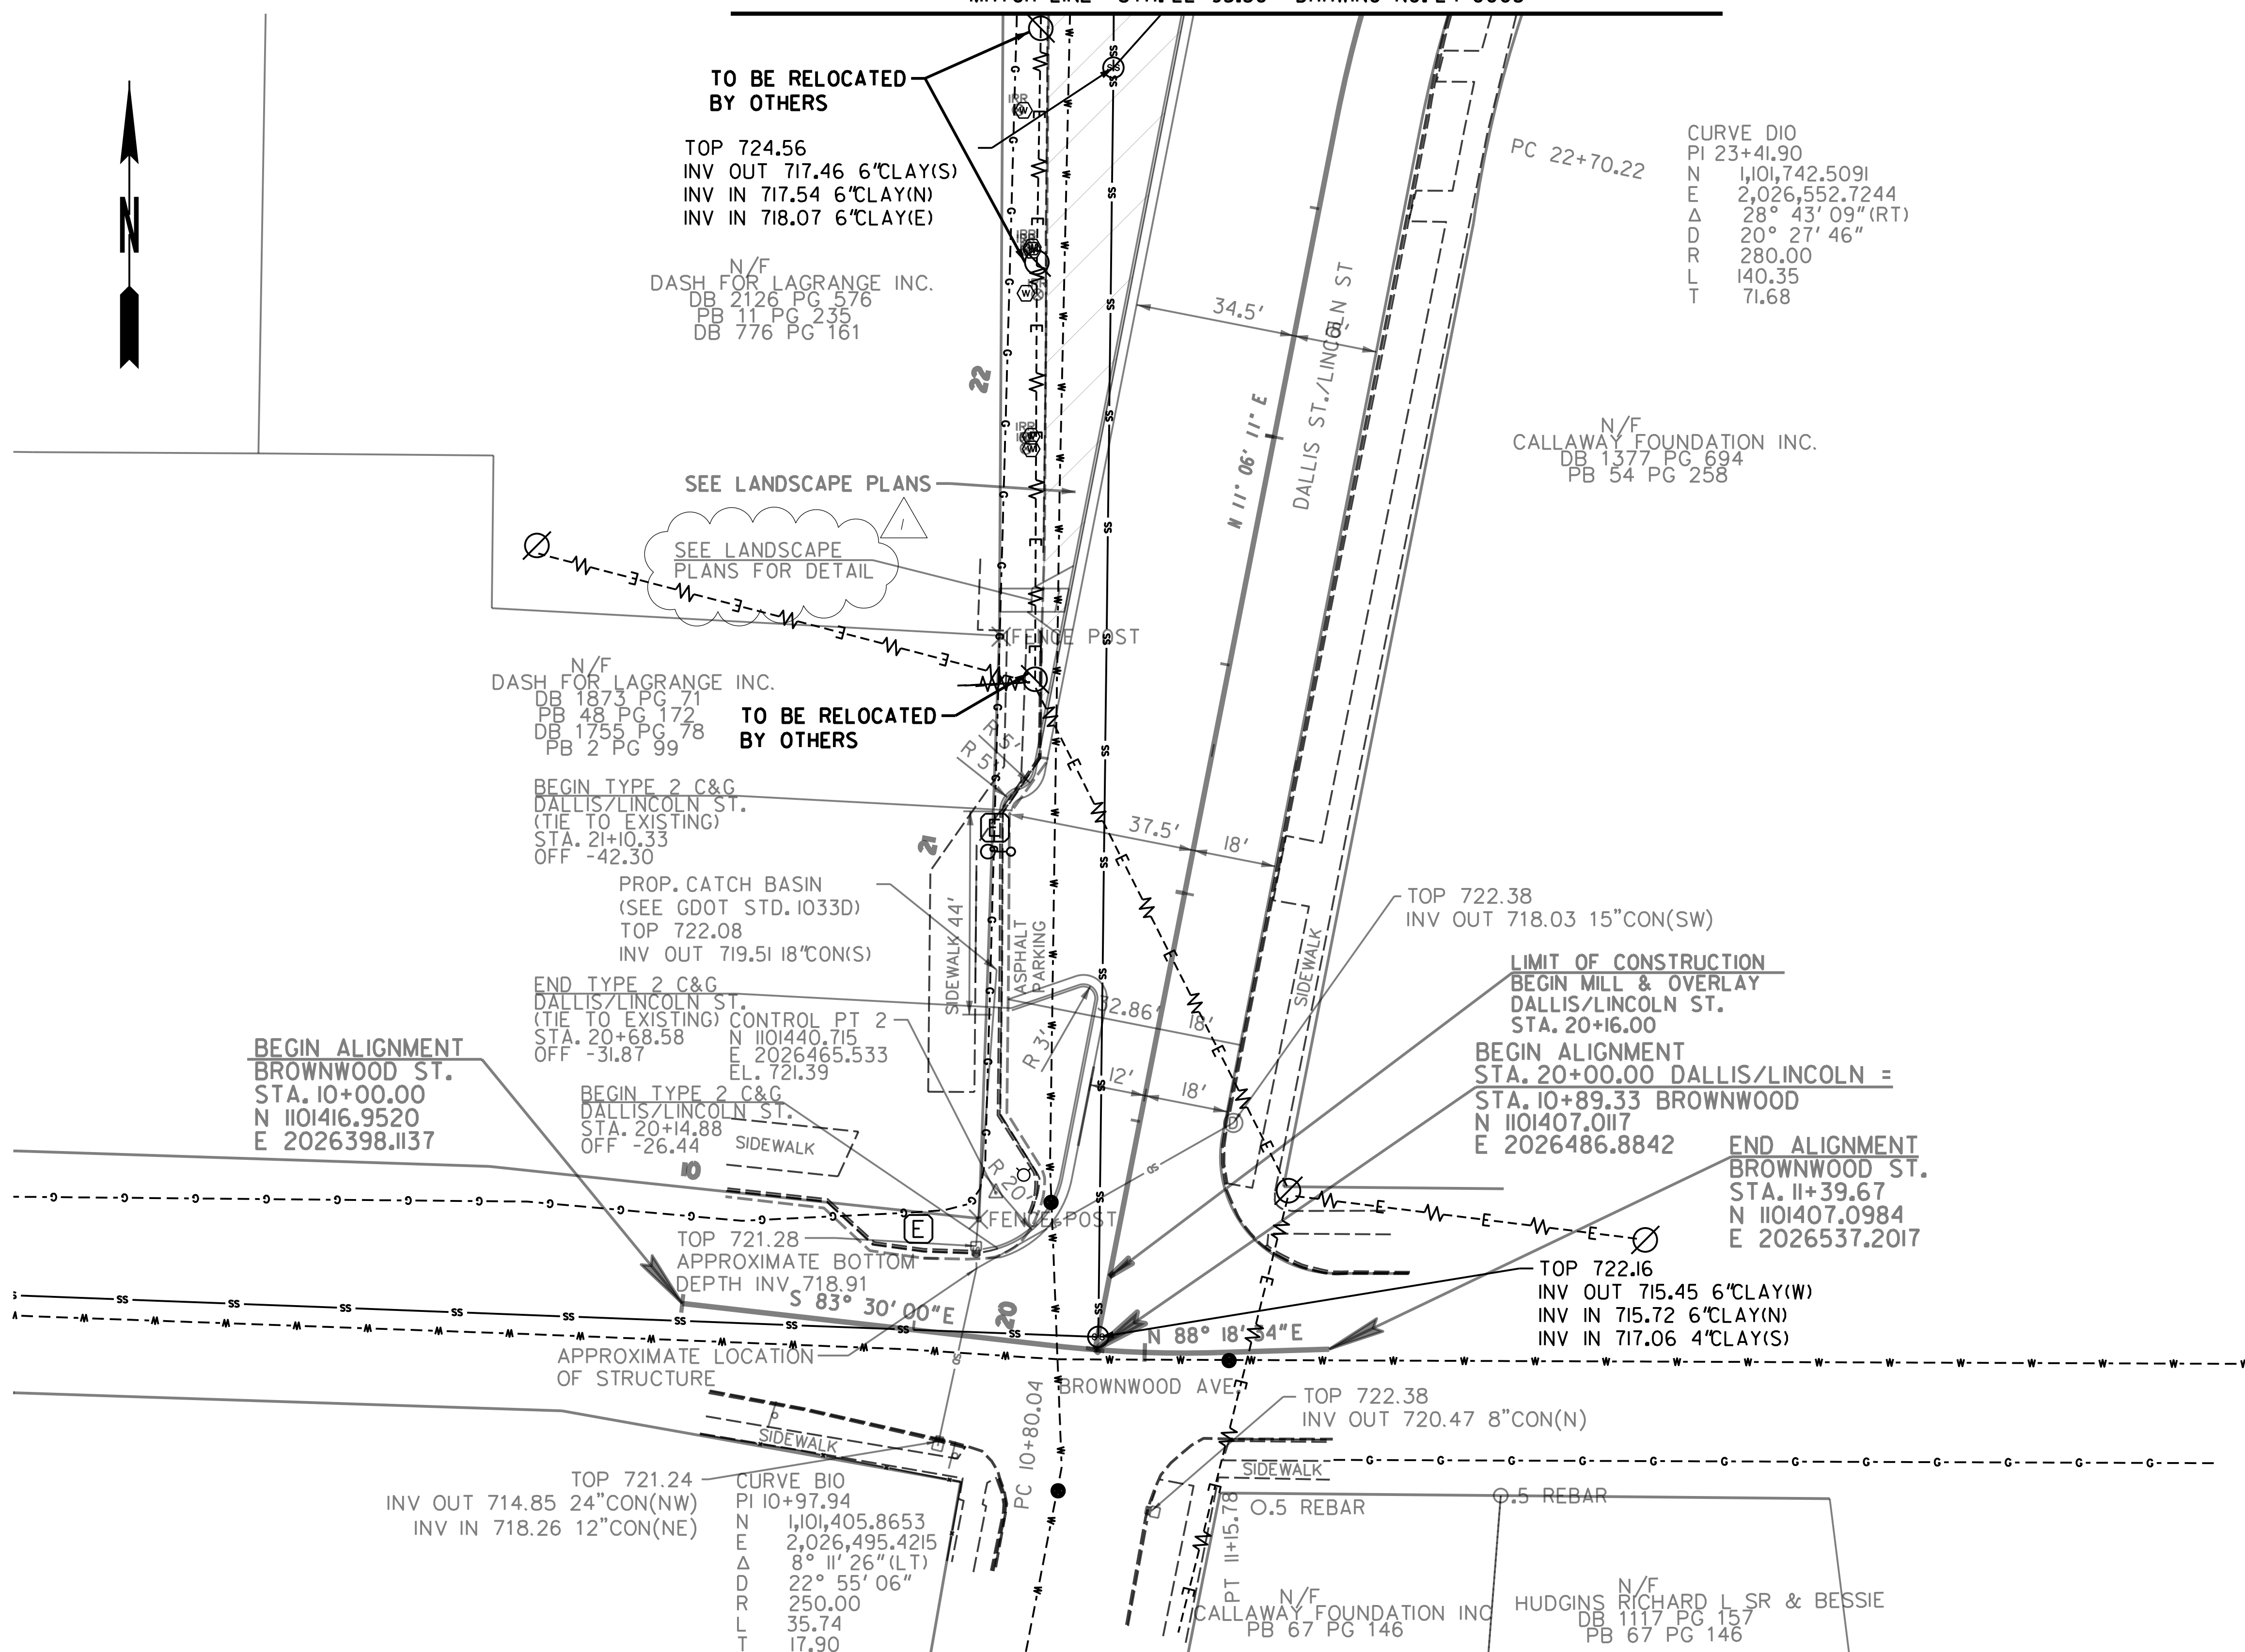 TO BE RELOCATED
BY OTHERS
TOP 724.56
INV OUT 717.46 6"CLAY(S)
INV IN 717.54 6"CLAY(N)
INV IN 718.07 6"CLAY(E)
N
N/F
DASH FOR LAGRANGE INC.
DB 2126 PG 576
PB 11 PG 235
DB 776 PG 161
PC 22+70.22
CURVE D10
PI 23+41.90
N 1,101,742.5091
E 2,026,552.7244
Δ 28° 43' 09"(RT)
D 20° 27' 46"
R 280.00
L 140.35
T 71.68
34.5'
18'
22
N 11° 06' 11" E
DALLIS ST./LINCOLN ST
N/F
CALLAWAY FOUNDATION INC.
DB 1377 PG 694
PB 54 PG 258
SEE LANDSCAPE PLANS
1
SEE LANDSCAPE
PLANS FOR DETAIL
FENCE POST
N/F
DASH FOR LAGRANGE INC.
DB 1873 PG 71
PB 48 PG 172
DB 1755 PG 78
PB 2 PG 99
TO BE RELOCATED
BY OTHERS
R 5'
R 5'
BEGIN TYPE 2 C&G
DALLIS/LINCOLN ST.
(TIE TO EXISTING)
STA. 21+10.33
OFF -42.30
21
37.5'
18'
PROP. CATCH BASIN
(SEE GDOT STD. 1033D)
TOP 722.08
INV OUT 719.51 18"CON(S)
SIDEWALK 44'
ASPHALT
PARKING
TOP 722.38
INV OUT 718.03 15"CON(SW)
SIDEWALK
LIMIT OF CONSTRUCTION
BEGIN MILL & OVERLAY
DALLIS/LINCOLN ST.
STA. 20+16.00
END TYPE 2 C&G
DALLIS/LINCOLN ST.
(TIE TO EXISTING)
STA. 20+68.58
OFF -31.87
CONTROL PT 2
N 1101440.715
E 2026465.533
EL. 721.39
32.86'
18'
R 3'
12'
18'
BEGIN ALIGNMENT
BROWNWOOD ST.
STA. 10+00.00
N 1101416.9520
E 2026398.1137
BEGIN TYPE 2 C&G
DALLIS/LINCOLN ST.
STA. 20+14.88
OFF -26.44
SIDEWALK
10
R 20'
BEGIN ALIGNMENT
STA. 20+00.00 DALLIS/LINCOLN =
STA. 10+89.33 BROWNWOOD
N 1101407.0117
E 2026486.8842
END ALIGNMENT
BROWNWOOD ST.
STA. 11+39.67
N 1101407.0984
E 2026537.2017
FENCE POST
E
TOP 721.28
APPROXIMATE BOTTOM
DEPTH INV 718.91
S 83° 30' 00"E
20
N 88° 18' 34"E
TOP 722.16
INV OUT 715.45 6"CLAY(W)
INV IN 715.72 6"CLAY(N)
INV IN 717.06 4"CLAY(S)
APPROXIMATE LOCATION
OF STRUCTURE
BROWNWOOD AVE.
PC 10+80.04
TOP 722.38
INV OUT 720.47 8"CON(N)
SIDEWALK
SIDEWALK
TOP 721.24
INV OUT 714.85 24"CON(NW)
INV IN 718.26 12"CON(NE)
CURVE B10
PI 10+97.94
N 1,101,405.8653
E 2,026,495.4215
Δ 8° 11' 26"(LT)
D 22° 55' 06"
R 250.00
L 35.74
T 17.90
PT 11+15.78
.5 REBAR
.5 REBAR
N/F
CALLAWAY FOUNDATION INC
PB 67 PG 146
N/F
HUDGINS RICHARD L SR & BESSIE
DB 1117 PG 157
PB 67 PG 146